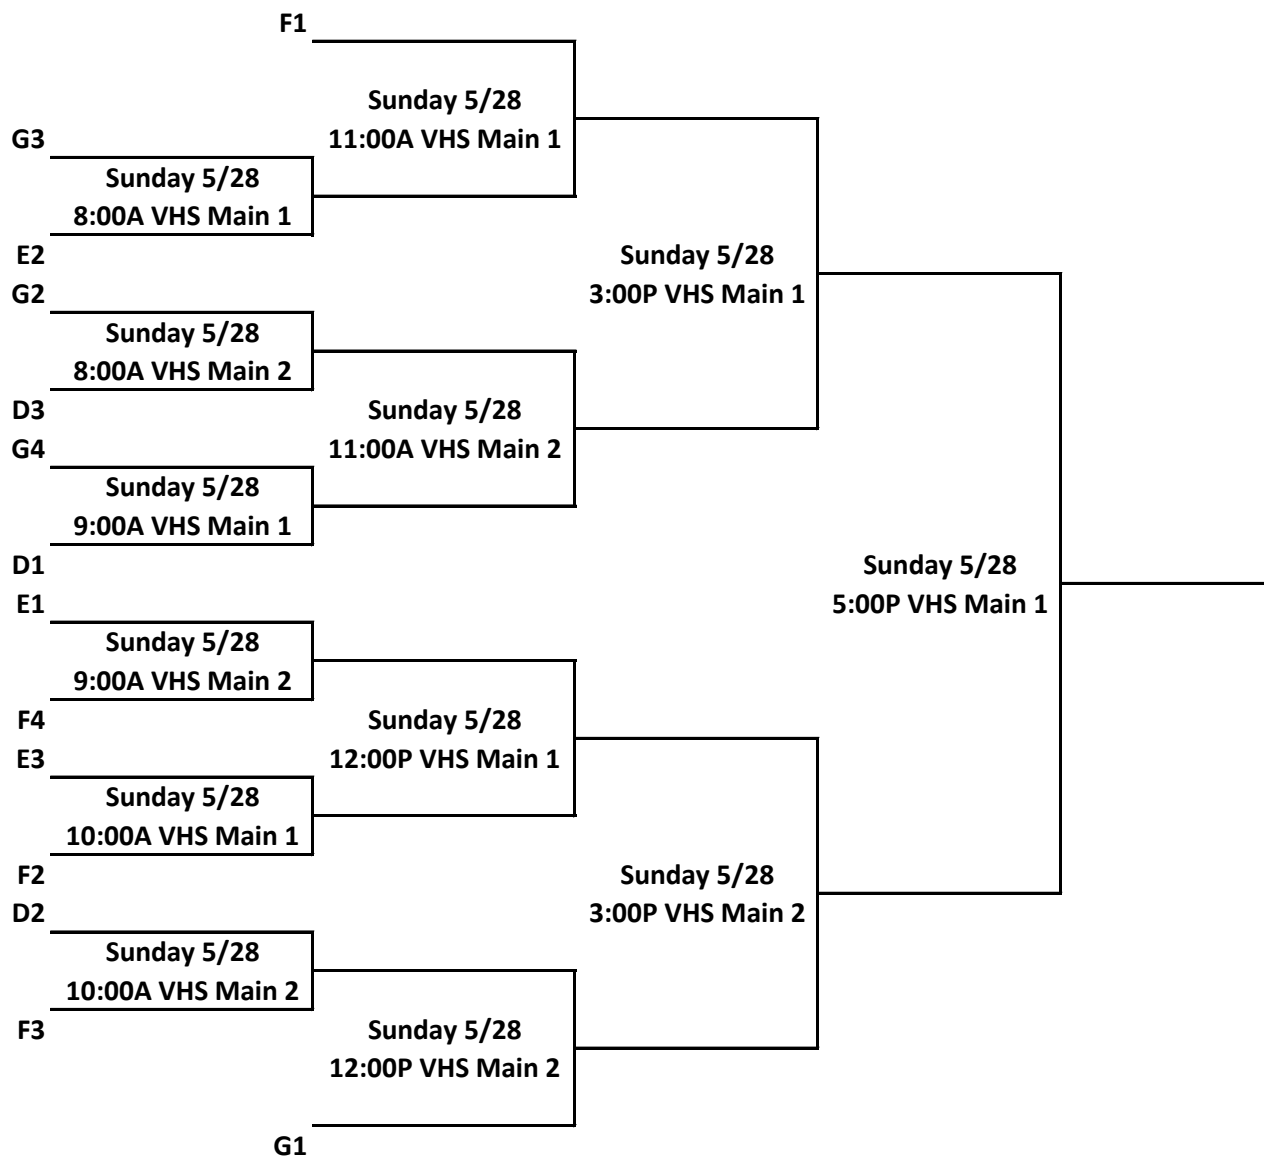 F1
Sunday 5/28
11:00A VHS Main 1
G3
Sunday 5/28
8:00A VHS Main 1
E2
Sunday 5/28
3:00P VHS Main 1
G2
Sunday 5/28
8:00A VHS Main 2
D3
Sunday 5/28
11:00A VHS Main 2
G4
Sunday 5/28
9:00A VHS Main 1
D1
Sunday 5/28
5:00P VHS Main 1
E1
Sunday 5/28
9:00A VHS Main 2
F4
Sunday 5/28
12:00P VHS Main 1
E3
Sunday 5/28
10:00A VHS Main 1
F2
Sunday 5/28
3:00P VHS Main 2
D2
Sunday 5/28
10:00A VHS Main 2
F3
Sunday 5/28
12:00P VHS Main 2
G1